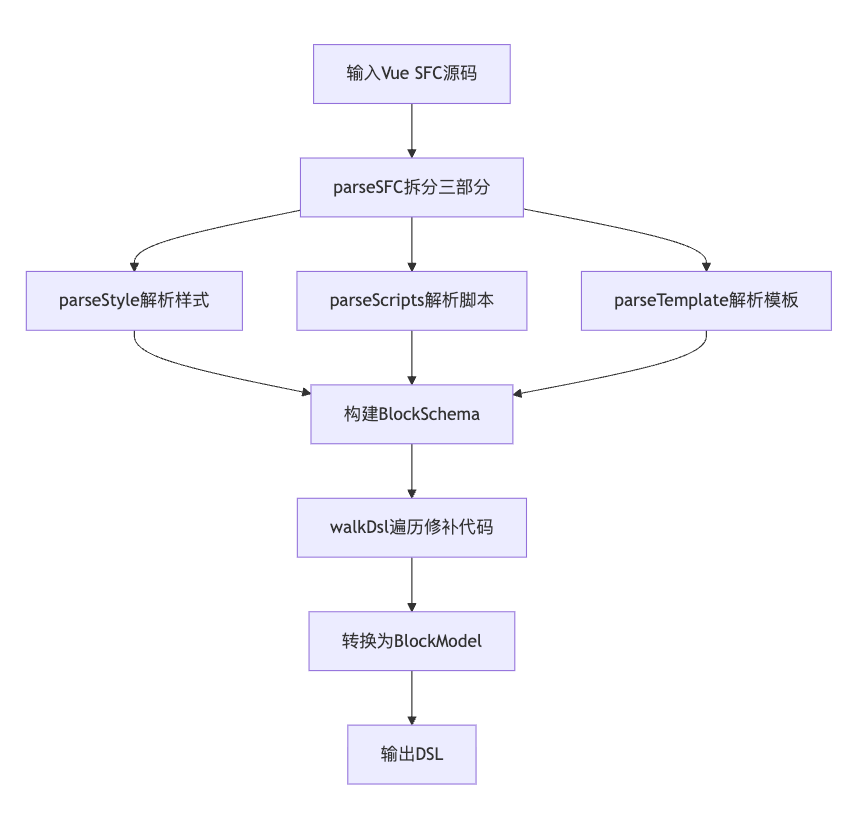 输入Vue SFC源码
parseSFC拆分三部分
parseStyle解析样式
parseScripts解析脚本
parseTemplate解析模板
构建BlockSchema
walkDsl遍历修补代码
转换为BlockModel
输出DSL